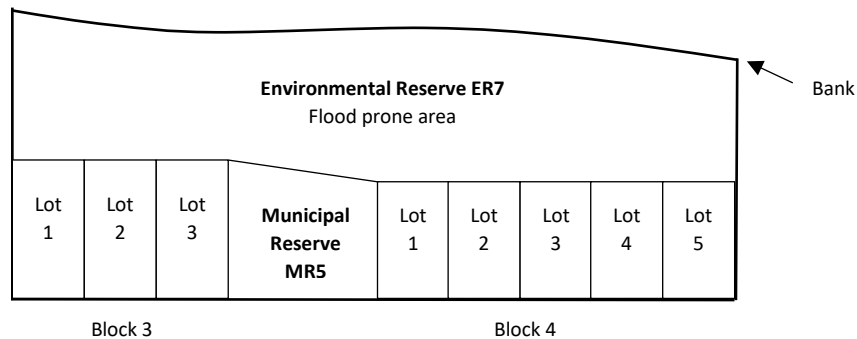 Environmental Reserve ER7
Flood prone area
Bank
Lot
1
Lot
2
Lot
3
Municipal
Reserve
MR5
Lot
1
Lot
2
Lot
3
Lot
4
Lot
5
Block 3
Block 4